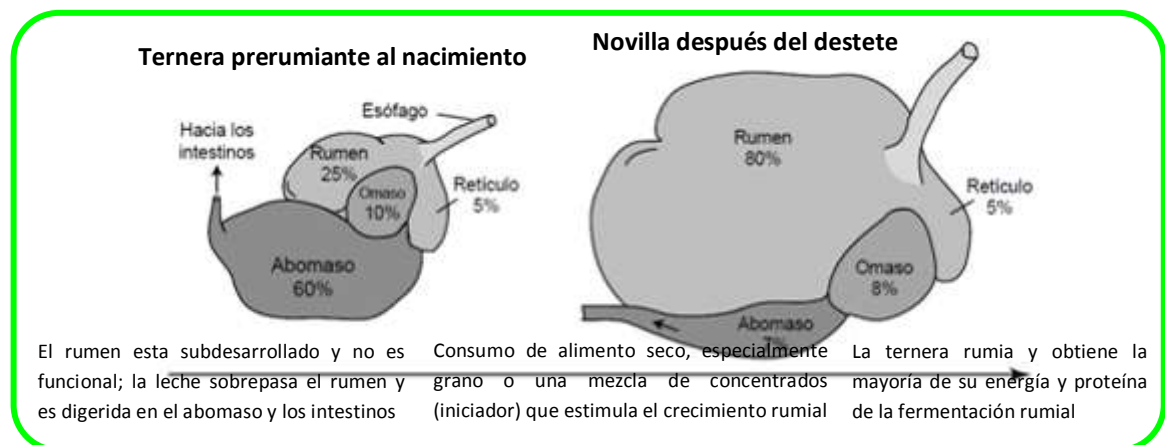 Ternera prerumiante al nacimiento
Novilla después del destete
Esófago
Hacia los
intestinos
Rumen
25%
Omaso
10%
Retículo
5%
Abomaso
60%
Rumen
80%
Retículo
5%
Omaso
8%
Abomaso
El rumen esta subdesarrollado y no es
funcional; la leche sobrepasa el rumen y
es digerida en el abomaso y los intestinos
Consumo de alimento seco, especialmente
grano o una mezcla de concentrados
(iniciador) que estimula el crecimiento rumial
La ternera rumia y obtiene la
mayoría de su energía y proteína
de la fermentación rumial